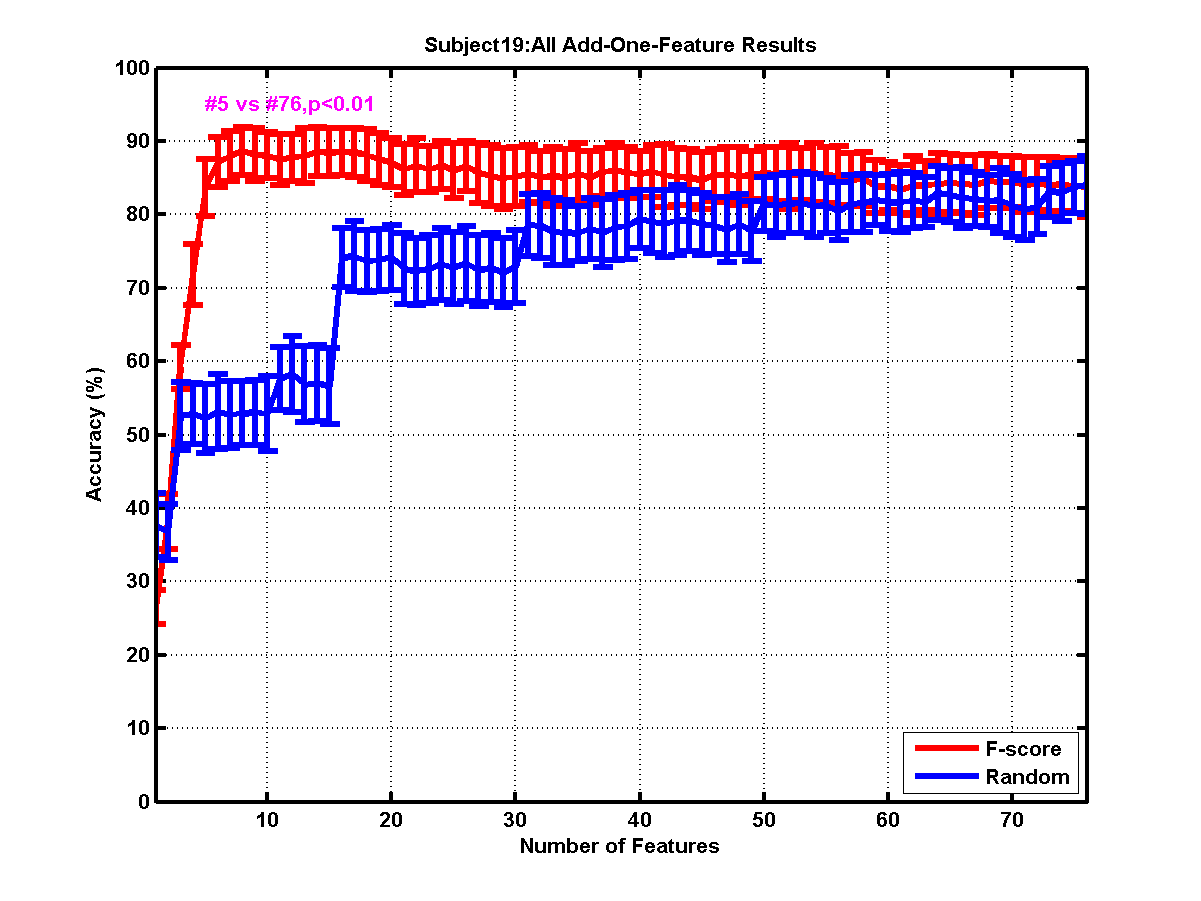 Subject19:All Add-One-Feature Results
#5 vs #76,p<0.01
100
90
80
70
60
50
40
30
20
10
0
Accuracy (%)
10 20 30 40 50 60 70
Number of Features
F-score
Random